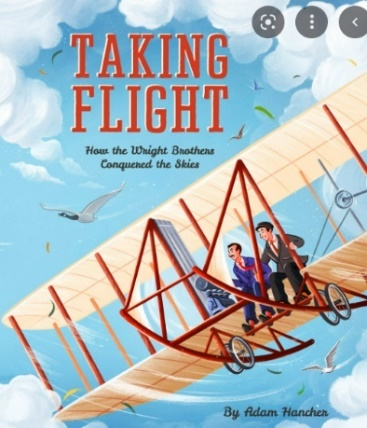 TAKING
FLIGHT
How the Wright Brothers
Conquered the Skies
By Adam Hancher